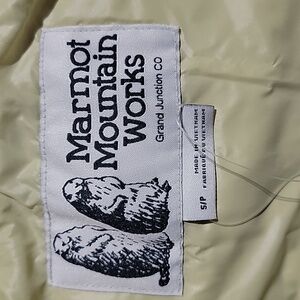 Marmot
Mountain
Works
Grand Junction CO
MADE IN VIETNAM
FABRIQUÉ AU VIETNAM
S/P